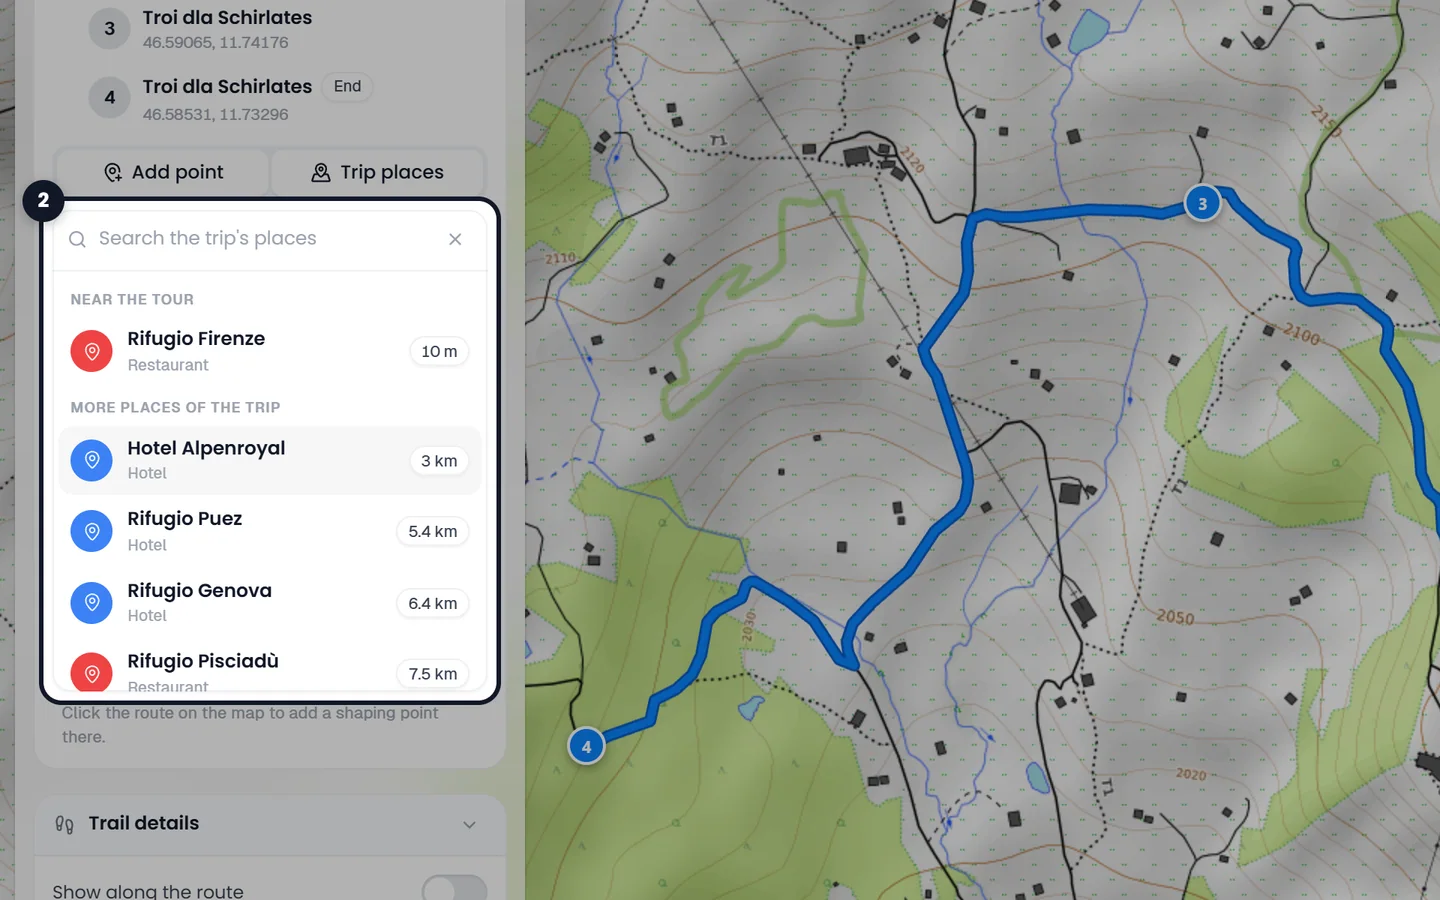 3
Troi dla Schirlates
46.59065, 11.74176
4
Troi dla Schirlates End
46.58531, 11.73296
Add point
Trip places
2
Search the trip's places
NEAR THE TOUR
Rifugio Firenze
10 m
Restaurant
MORE PLACES OF THE TRIP
Hotel Alpenroyal
3 km
Hotel
Rifugio Puez
5.4 km
Hotel
Rifugio Genova
6.4 km
Hotel
Rifugio Pisciadù
7.5 km
Restaurant
Click the route on the map to add a shaping point
there.
Trail details
Show along the route
T1
2120
2150
3
2110
2100
T1
2030
2050
4
2020
T1